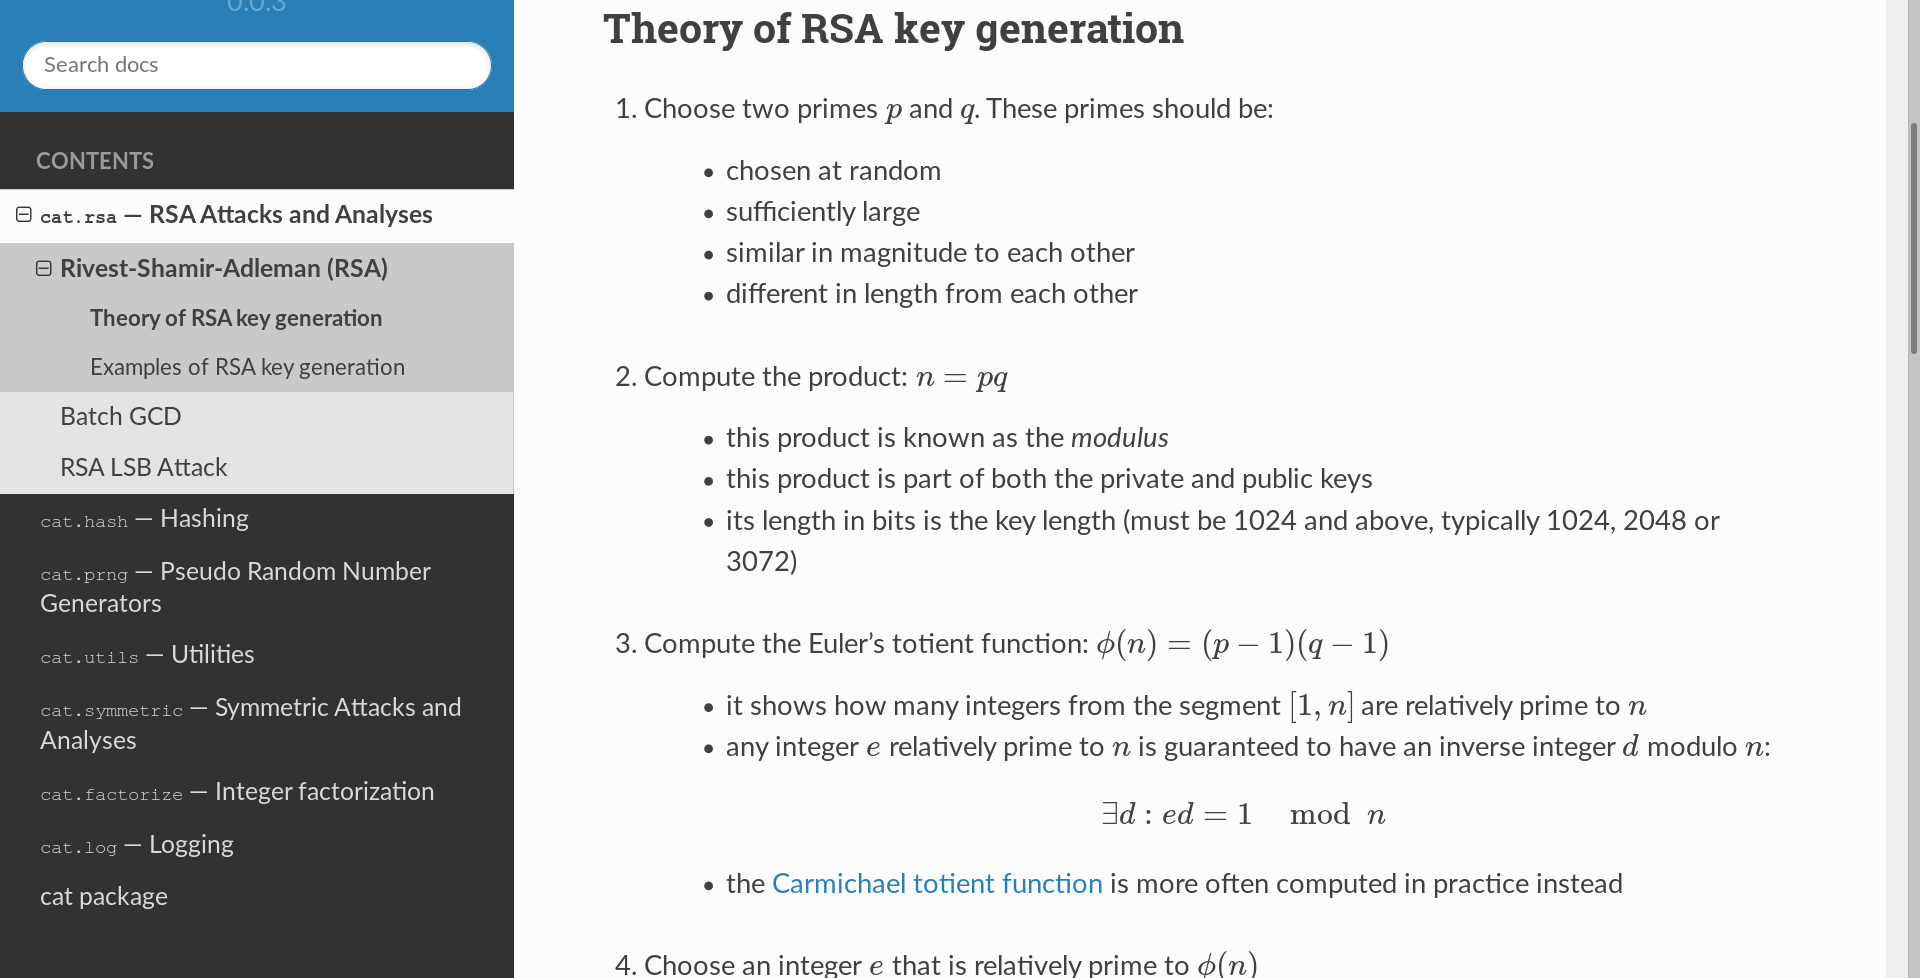 0.0.3
Search docs
CONTENTS
cat.rsa — RSA Attacks and Analyses
Rivest-Shamir-Adleman (RSA)
Theory of RSA key generation
Examples of RSA key generation
Batch GCD
RSA LSB Attack
cat.hash — Hashing
cat.prng — Pseudo Random Number
Generators
cat.utils — Utilities
cat.symmetric — Symmetric Attacks and
Analyses
cat.factorize — Integer factorization
cat.log — Logging
cat package
Theory of RSA key generation
1. Choose two primes p and q. These primes should be:
• chosen at random
• sufficiently large
• similar in magnitude to each other
• different in length from each other
2. Compute the product: n = pq
• this product is known as the modulus
• this product is part of both the private and public keys
• its length in bits is the key length (must be 1024 and above, typically 1024, 2048 or
3072)
3. Compute the Euler’s totient function: ϕ(n) = (p − 1)(q − 1)
• it shows how many integers from the segment [1, n] are relatively prime to n
• any integer e relatively prime to n is guaranteed to have an inverse integer d modulo n:
∃d : ed = 1 mod n
• the Carmichael totient function is more often computed in practice instead
4. Choose an integer e that is relatively prime to ϕ(n)